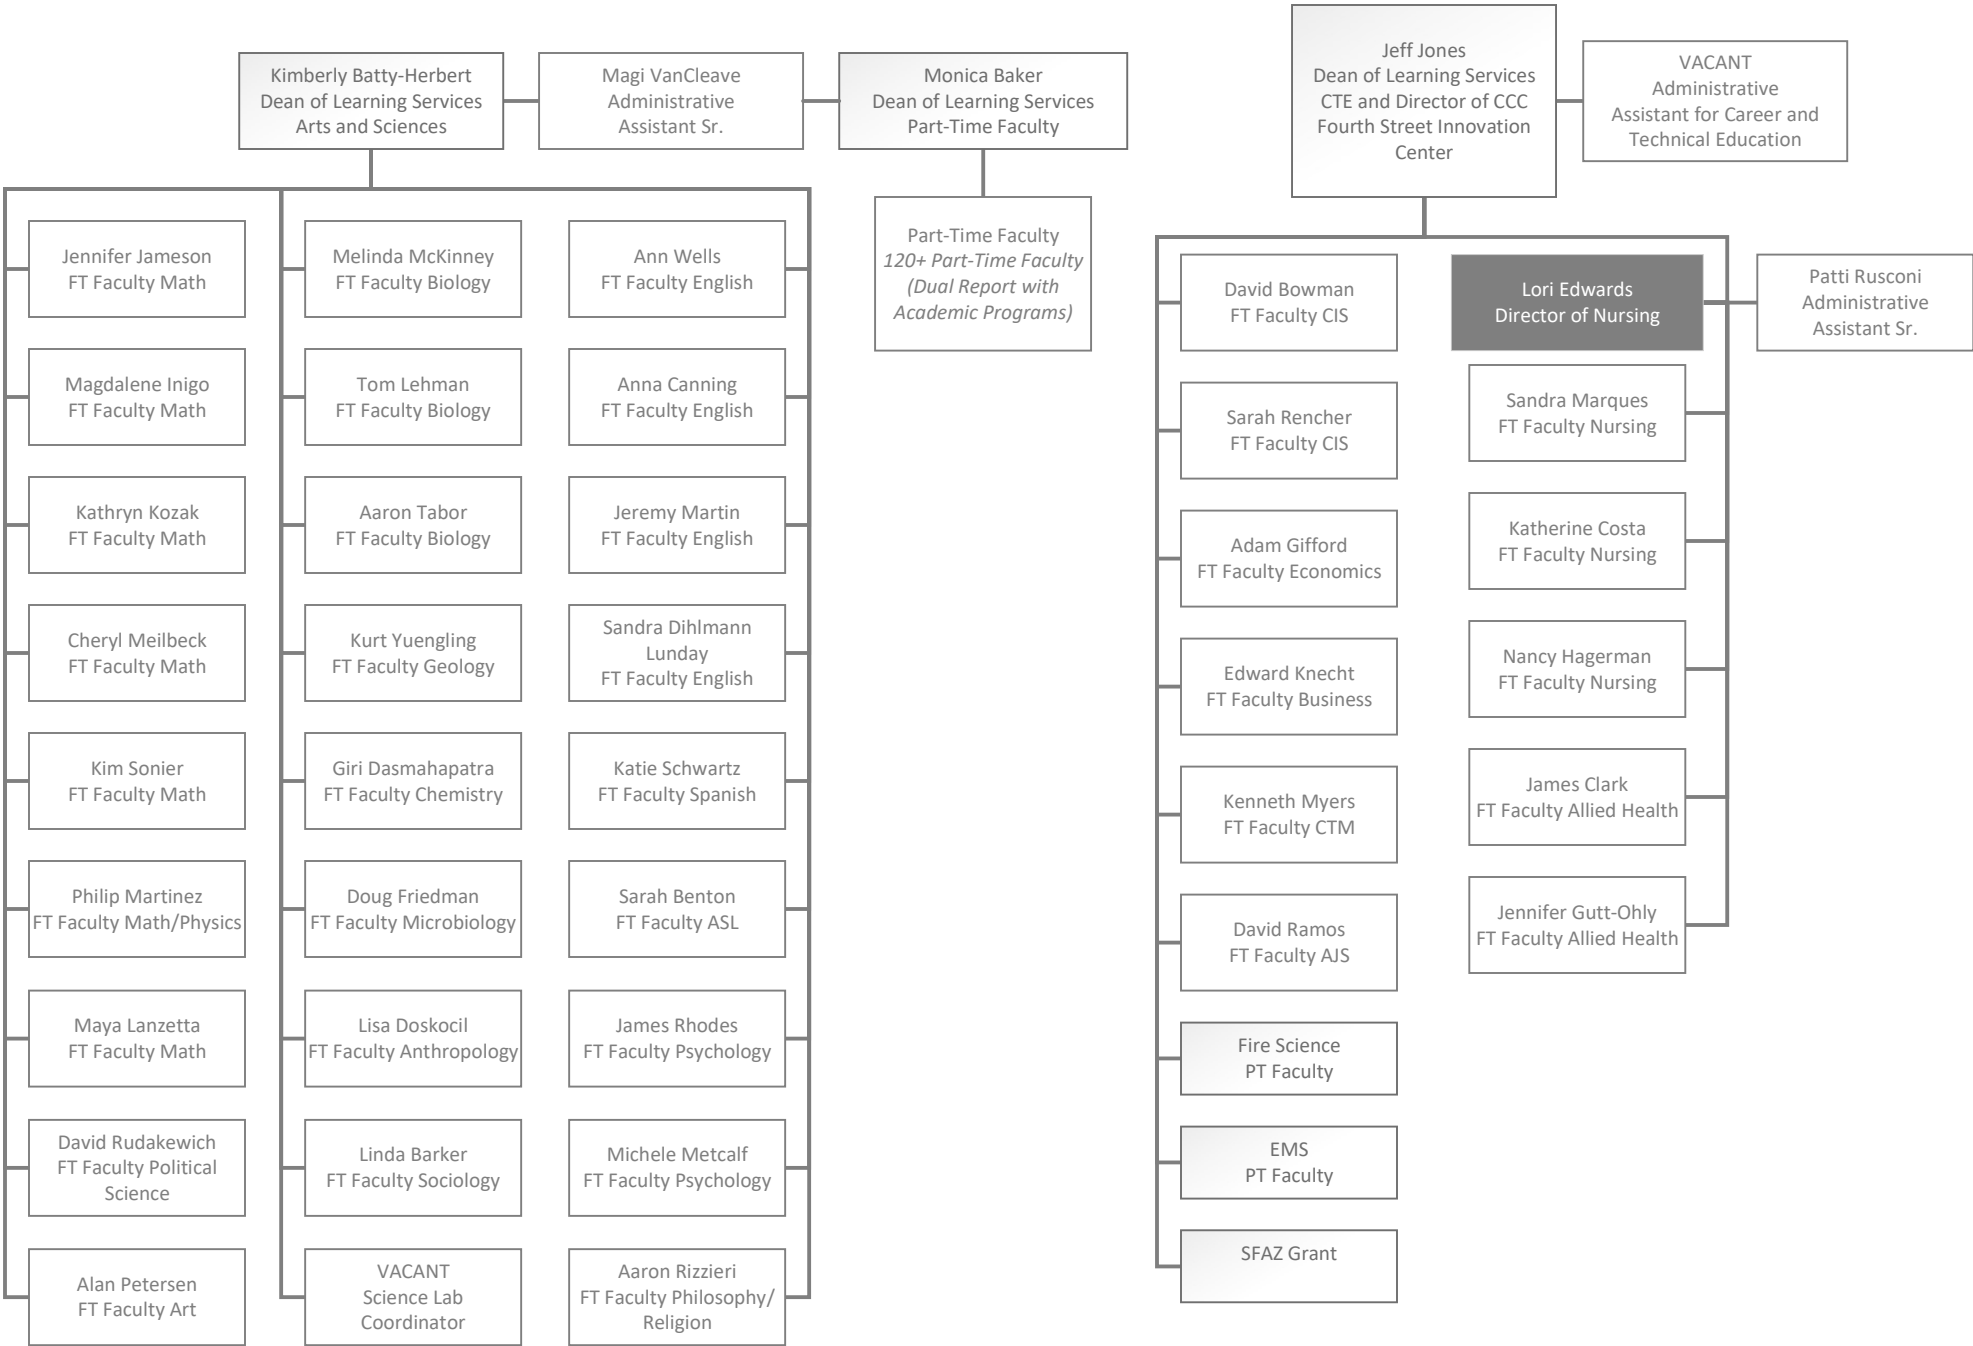 Kimberly Batty-Herbert
Dean of Learning Services
Arts and Sciences
Magi VanCleave
Administrative
Assistant Sr.
Monica Baker
Dean of Learning Services
Part-Time Faculty
Jeff Jones
Dean of Learning Services
CTE and Director of CCC
Fourth Street Innovation
Center
VACANT
Administrative
Assistant for Career and
Technical Education
Part-Time Faculty
120+ Part-Time Faculty
(Dual Report with
Academic Programs)
Jennifer Jameson
FT Faculty Math
Magdalene Inigo
FT Faculty Math
Kathryn Kozak
FT Faculty Math
Cheryl Meilbeck
FT Faculty Math
Kim Sonier
FT Faculty Math
Philip Martinez
FT Faculty Math/Physics
Maya Lanzetta
FT Faculty Math
David Rudakewich
FT Faculty Political
Science
Alan Petersen
FT Faculty Art
Melinda McKinney
FT Faculty Biology
Tom Lehman
FT Faculty Biology
Aaron Tabor
FT Faculty Biology
Kurt Yuengling
FT Faculty Geology
Giri Dasmahapatra
FT Faculty Chemistry
Doug Friedman
FT Faculty Microbiology
Lisa Doskocil
FT Faculty Anthropology
Linda Barker
FT Faculty Sociology
VACANT
Science Lab
Coordinator
Ann Wells
FT Faculty English
Anna Canning
FT Faculty English
Jeremy Martin
FT Faculty English
Sandra Dihlmann
Lunday
FT Faculty English
Katie Schwartz
FT Faculty Spanish
Sarah Benton
FT Faculty ASL
James Rhodes
FT Faculty Psychology
Michele Metcalf
FT Faculty Psychology
Aaron Rizzieri
FT Faculty Philosophy/
Religion
David Bowman
FT Faculty CIS
Sarah Rencher
FT Faculty CIS
Adam Gifford
FT Faculty Economics
Edward Knecht
FT Faculty Business
Kenneth Myers
FT Faculty CTM
David Ramos
FT Faculty AJS
Fire Science
PT Faculty
EMS
PT Faculty
SFAZ Grant
Lori Edwards
Director of Nursing
Patti Rusconi
Administrative
Assistant Sr.
Sandra Marques
FT Faculty Nursing
Katherine Costa
FT Faculty Nursing
Nancy Hagerman
FT Faculty Nursing
James Clark
FT Faculty Allied Health
Jennifer Gutt-Ohly
FT Faculty Allied Health